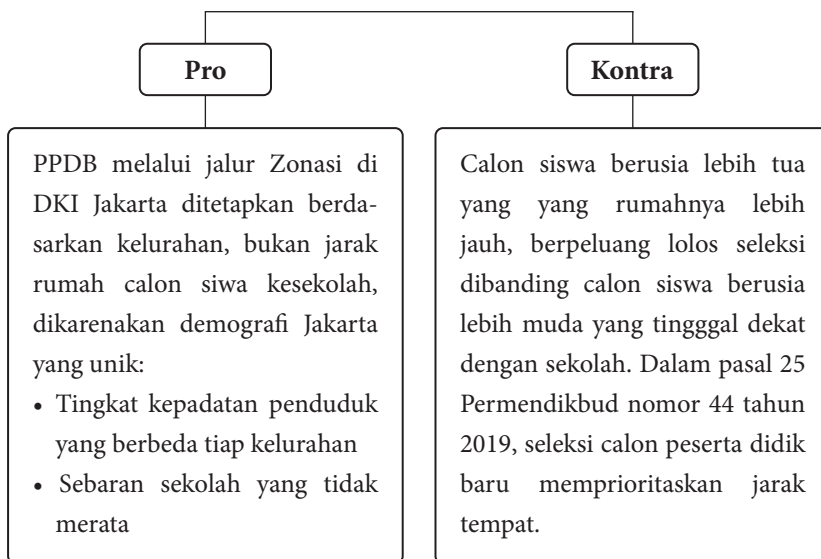 Pro
PPDB melalui jalur Zonasi di
DKI Jakarta ditetapkan berda-
sarkan kelurahan, bukan jarak
rumah calon siwa kesekolah,
dikarenakan demografi Jakarta
yang unik:
• Tingkat kepadatan penduduk
yang berbeda tiap kelurahan
• Sebaran sekolah yang tidak
merata
Kontra
Calon siswa berusia lebih tua
yang yang rumahnya lebih
jauh, berpeluang lolos seleksi
dibanding calon siswa berusia
lebih muda yang tingggal dekat
dengan sekolah. Dalam pasal 25
Permendikbud nomor 44 tahun
2019, seleksi calon peserta didik
baru memprioritaskan jarak
tempat.